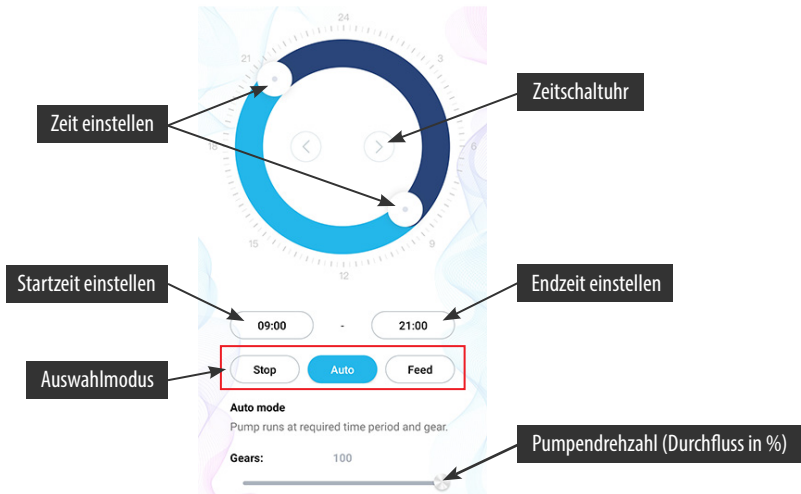 24
21
3
Zeitschaltuhr
Zeit einstellen
18
6
15
9
12
Startzeit einstellen
Endzeit einstellen
09:00 - 21:00
Stop Auto Feed
Auswahlmodus
Auto mode
Pump runs at required time period and gear.
Pumpendrehzahl (Durchfluss in %)
Gears: 100